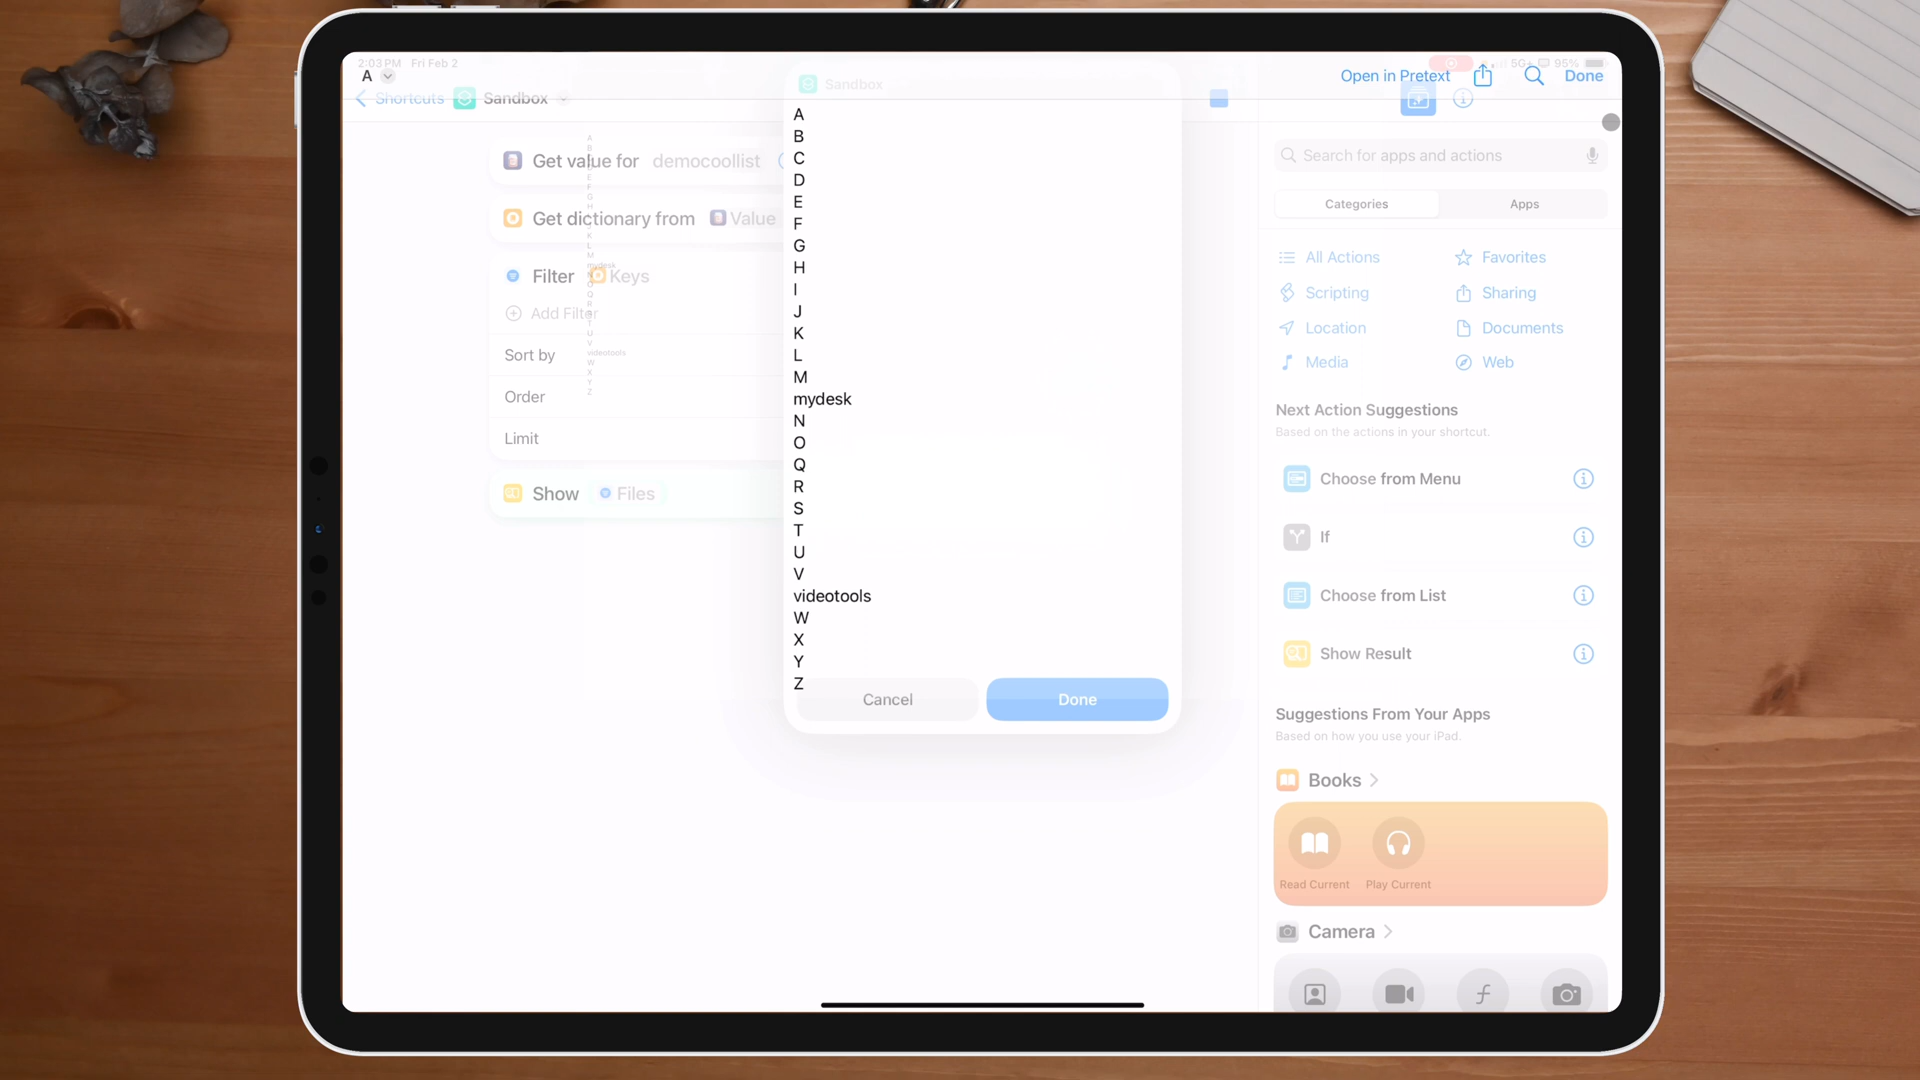 2:03 PM Fri Feb 2
5G+ 95%
A
Open in Pretext
Done
Shortcuts
Sandbox
Sandbox
Get value for democoollist
Get dictionary from Value
Filter Keys
Add Filter
Sort by
Order
Limit
Show Files
A
B
C
D
E
F
G
H
I
J
K
L
M
mydesk
N
O
Q
R
S
T
U
V
videotools
W
X
Y
Z
Cancel
Done
mydesk
videotools
Search for apps and actions
Categories
Apps
All Actions
Favorites
Scripting
Sharing
Location
Documents
Media
Web
Next Action Suggestions
Based on the actions in your shortcut.
Choose from Menu
If
Choose from List
Show Result
Suggestions From Your Apps
Based on how you use your iPad.
Books
Read Current
Play Current
Camera